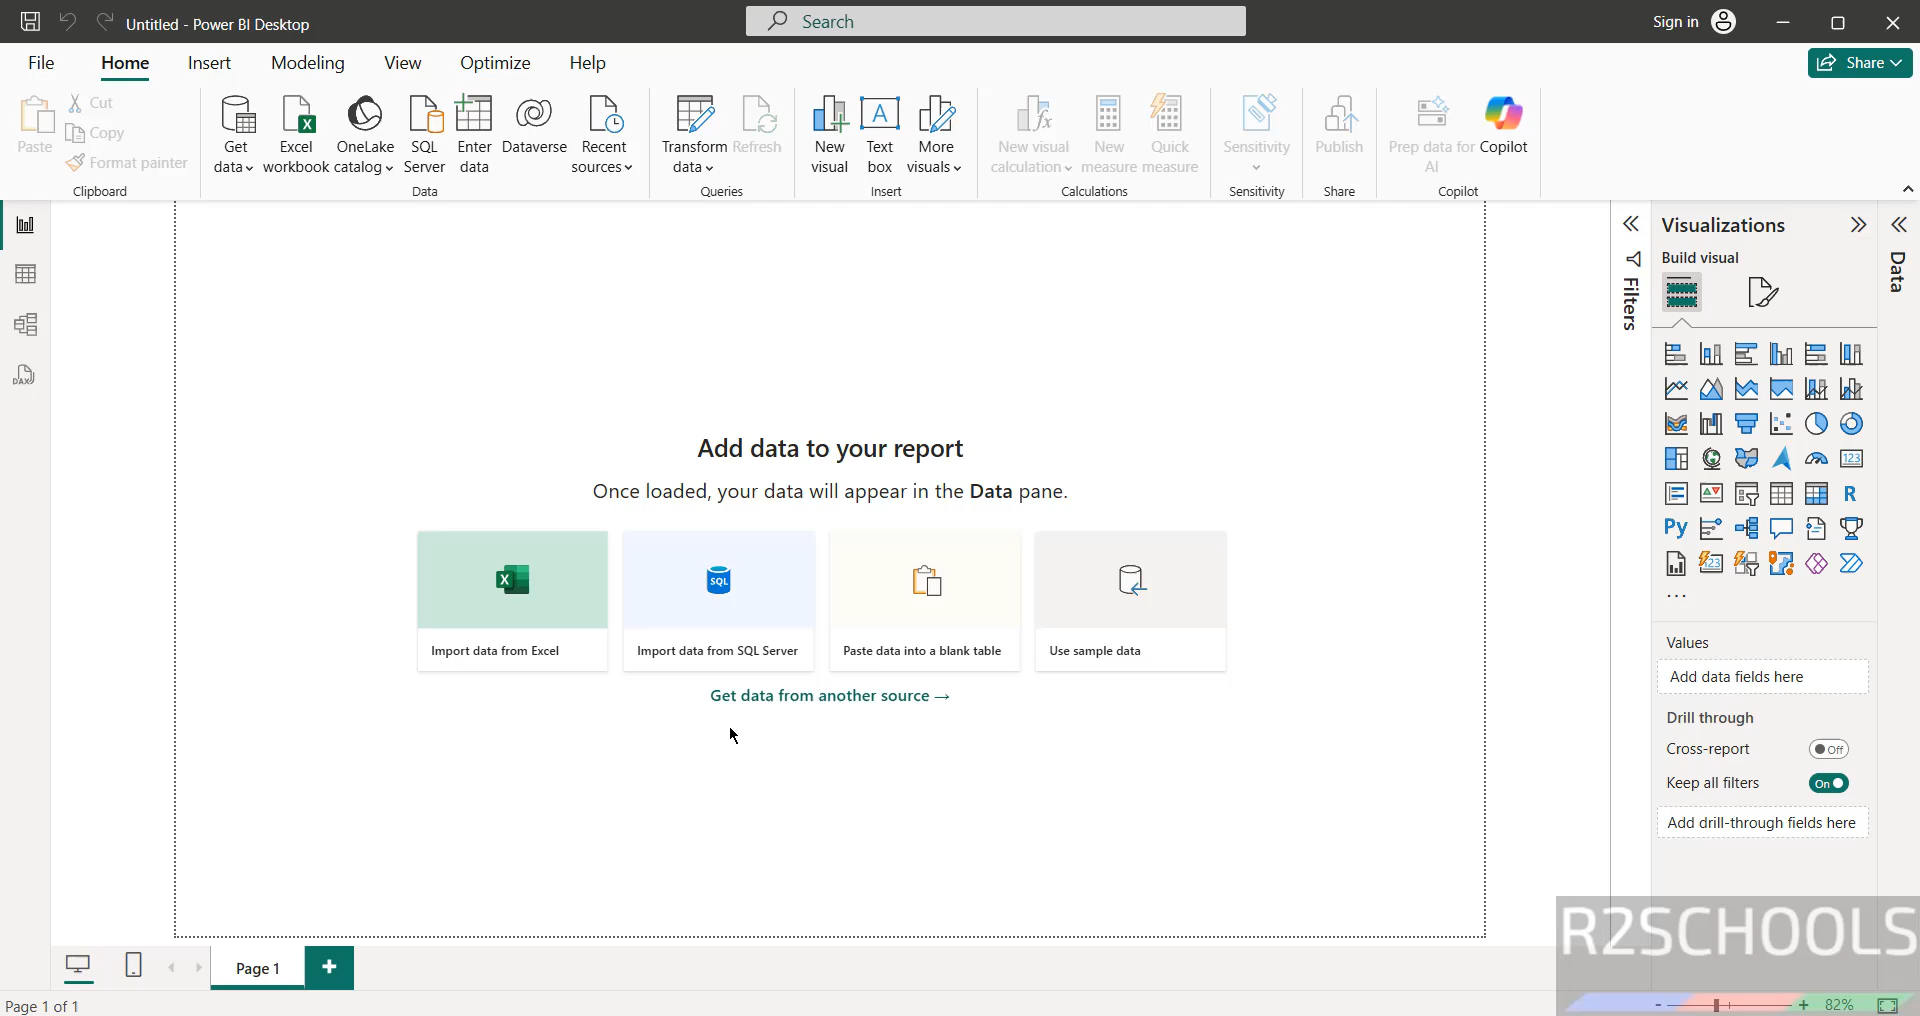 Untitled - Power BI Desktop
Search
Sign in
File Home Insert Modeling View Optimize Help
Share
Paste
Cut
Copy
Format painter
Clipboard
Get data
Excel workbook
OneLake catalog
SQL Server
Enter data
Dataverse
Recent sources
Data
Transform data
Refresh
Queries
New visual
A
Text box
More visuals
Insert
New visual calculation
New measure
Quick measure
Calculations
Sensitivity
Sensitivity
Publish
Share
Prep data for AI
Copilot
Copilot
DAX
Add data to your report
Once loaded, your data will appear in the Data pane.
X
SQL
Import data from Excel
Import data from SQL Server
Paste data into a blank table
Use sample data
Get data from another source →
Filters
Visualizations
Build visual
123
R
Py
123
...
Values
Add data fields here
Drill through
Cross-report
Off
Keep all filters
On
Add drill-through fields here
Data
R2SCHOOLS
Page 1
+
Page 1 of 1
- + 82%